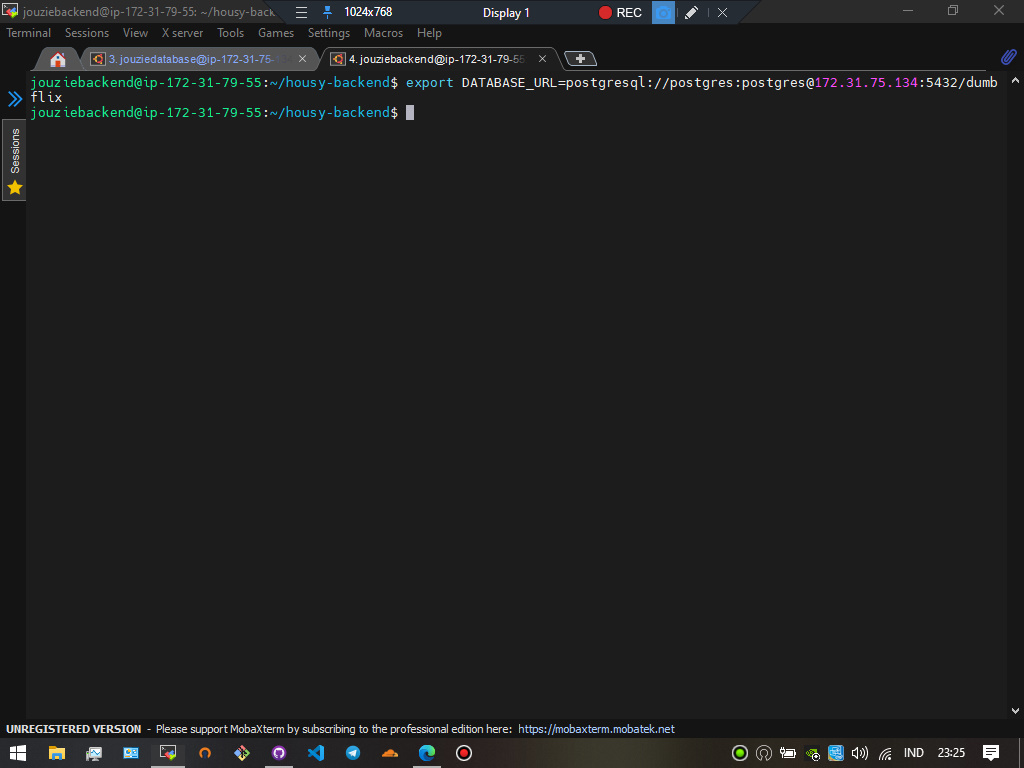 jouziebackend@ip-172-31-79-55: ~/housy-back
1024x768
Display 1
REC
Terminal Sessions View X server Tools Games Settings Macros Help
3. jouziedatabase@ip-172-31-75-
4. jouziebackend@ip-172-31-79-55
jouziebackend@ip-172-31-79-55:~/housy-backend$ export DATABASE_URL=postgresql://postgres:postgres@172.31.75.134:5432/dumb
flix
jouziebackend@ip-172-31-79-55:~/housy-backend$
Sessions
UNREGISTERED VERSION - Please support MobaXterm by subscribing to the professional edition here: https://mobaxterm.mobatek.net
IND 23:25